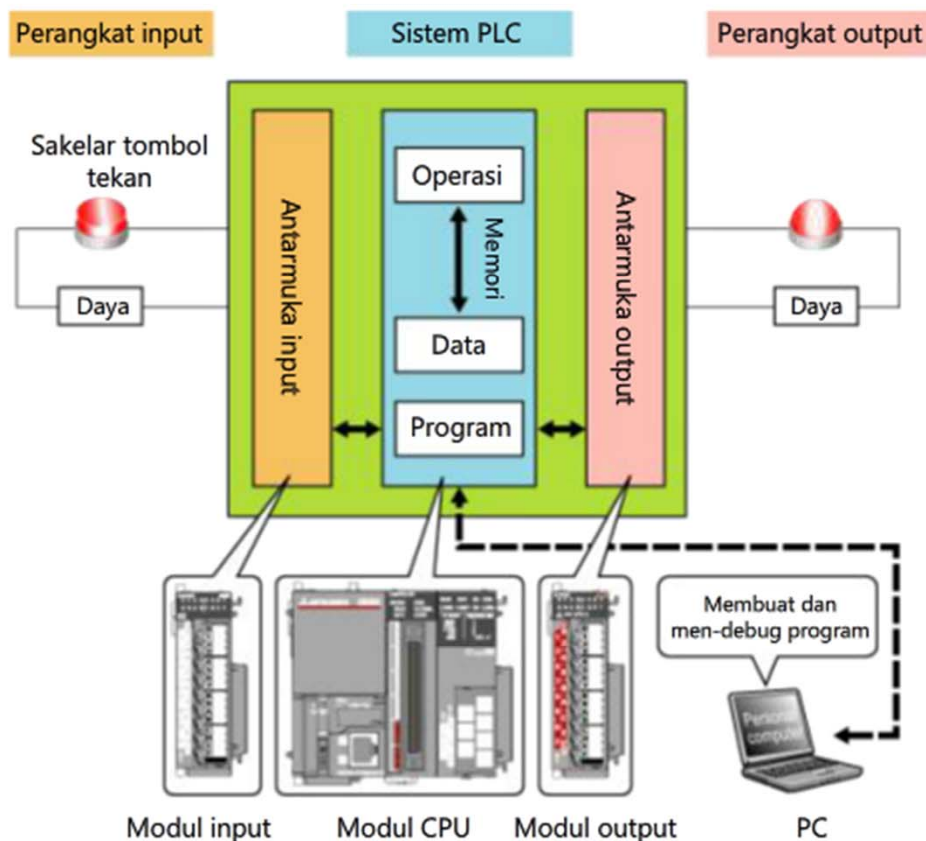 Perangkat input
Sistem PLC
Perangkat output
Sakelar tombol
tekan
Daya
Antarmuka input
Operasi
Memori
Data
Program
Antarmuka output
Daya
Membuat dan
men-debug program
Personal
computer
Modul input
Modul CPU
Modul output
PC